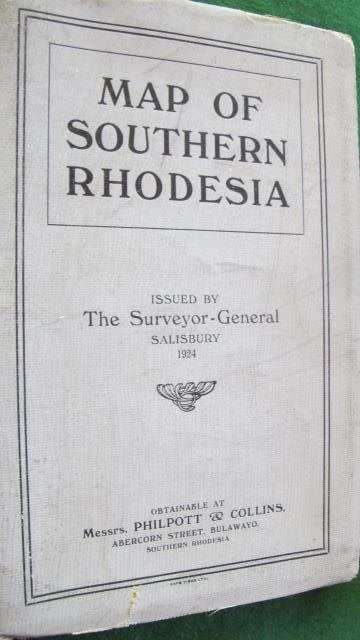 MAP OF
SOUTHERN
RHODESIA
ISSUED BY
The Surveyor-General
SALISBURY
1924
OBTAINABLE AT
Messrs. PHILPOTT & COLLINS,
ABERCORN STREET, BULAWAYO,
SOUTHERN RHODESIA